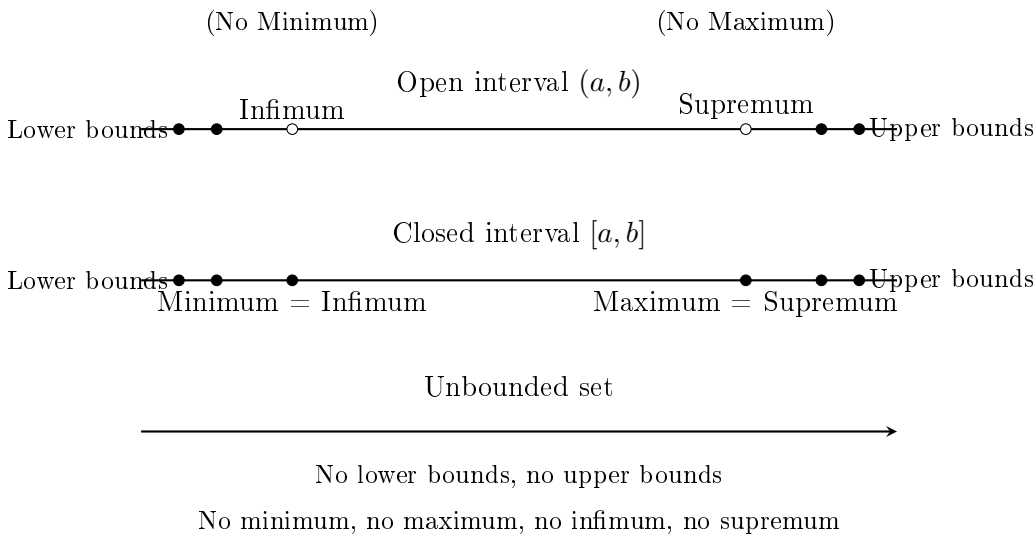 (No Minimum) (No Maximum)
Open interval (a, b)
Infimum Supremum
Lower bounds Upper bounds
Closed interval [a, b]
Lower bounds Upper bounds
Minimum = Infimum Maximum = Supremum
Unbounded set
No lower bounds, no upper bounds
No minimum, no maximum, no infimum, no supremum